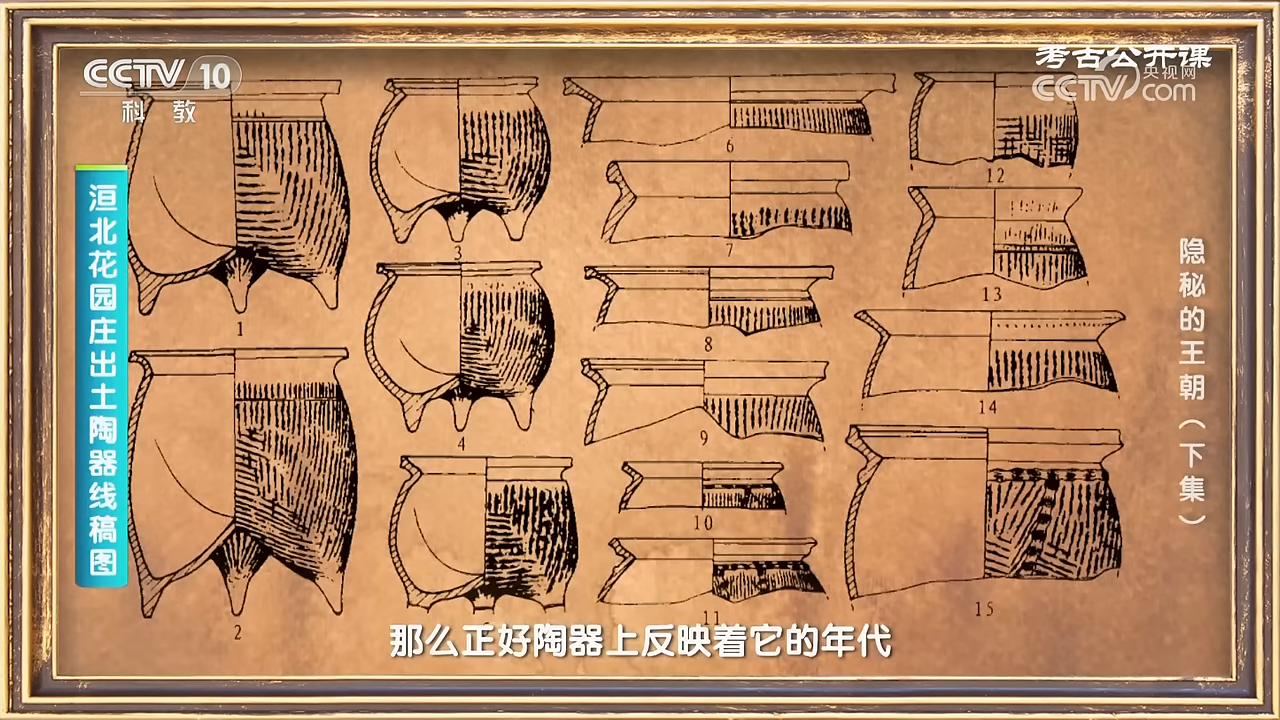 CCTV 10
科教
考古公开课
央视网
CCTV.com
洹北花园庄出土陶器线稿图
隐秘的王朝（下集）
1
2
3
4
6
7
8
9
10
11
12
13
14
15
那么正好陶器上反映着它的年代